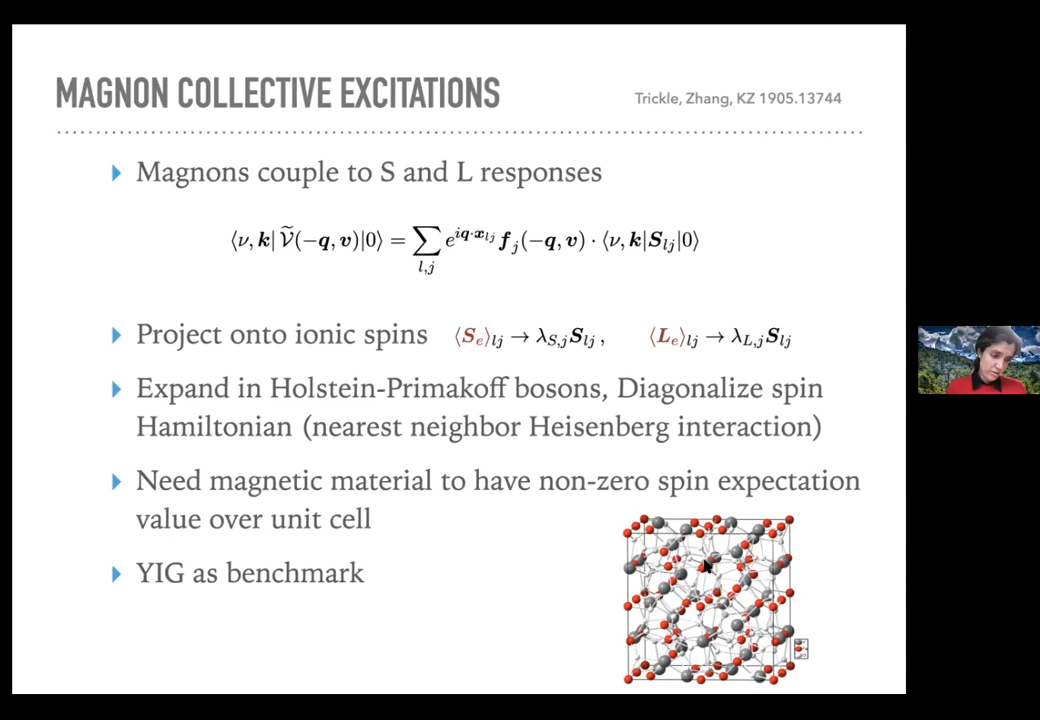 MAGNON COLLECTIVE EXCITATIONS
Trickle, Zhang, KZ 1905.13744
Magnons couple to S and L responses
⟨ν, k| Ṽ(−q, v)|0⟩ = ∑_{l,j} e^{iq·x_{lj}} f_j(−q, v) · ⟨ν, k|S_{lj}|0⟩
Project onto ionic spins ⟨S_e⟩_{lj} → λ_{S,j} S_{lj} , ⟨L_e⟩_{lj} → λ_{L,j} S_{lj}
Expand in Holstein-Primakoff bosons, Diagonalize spin
Hamiltonian (nearest neighbor Heisenberg interaction)
Need magnetic material to have non-zero spin expectation
value over unit cell
YIG as benchmark